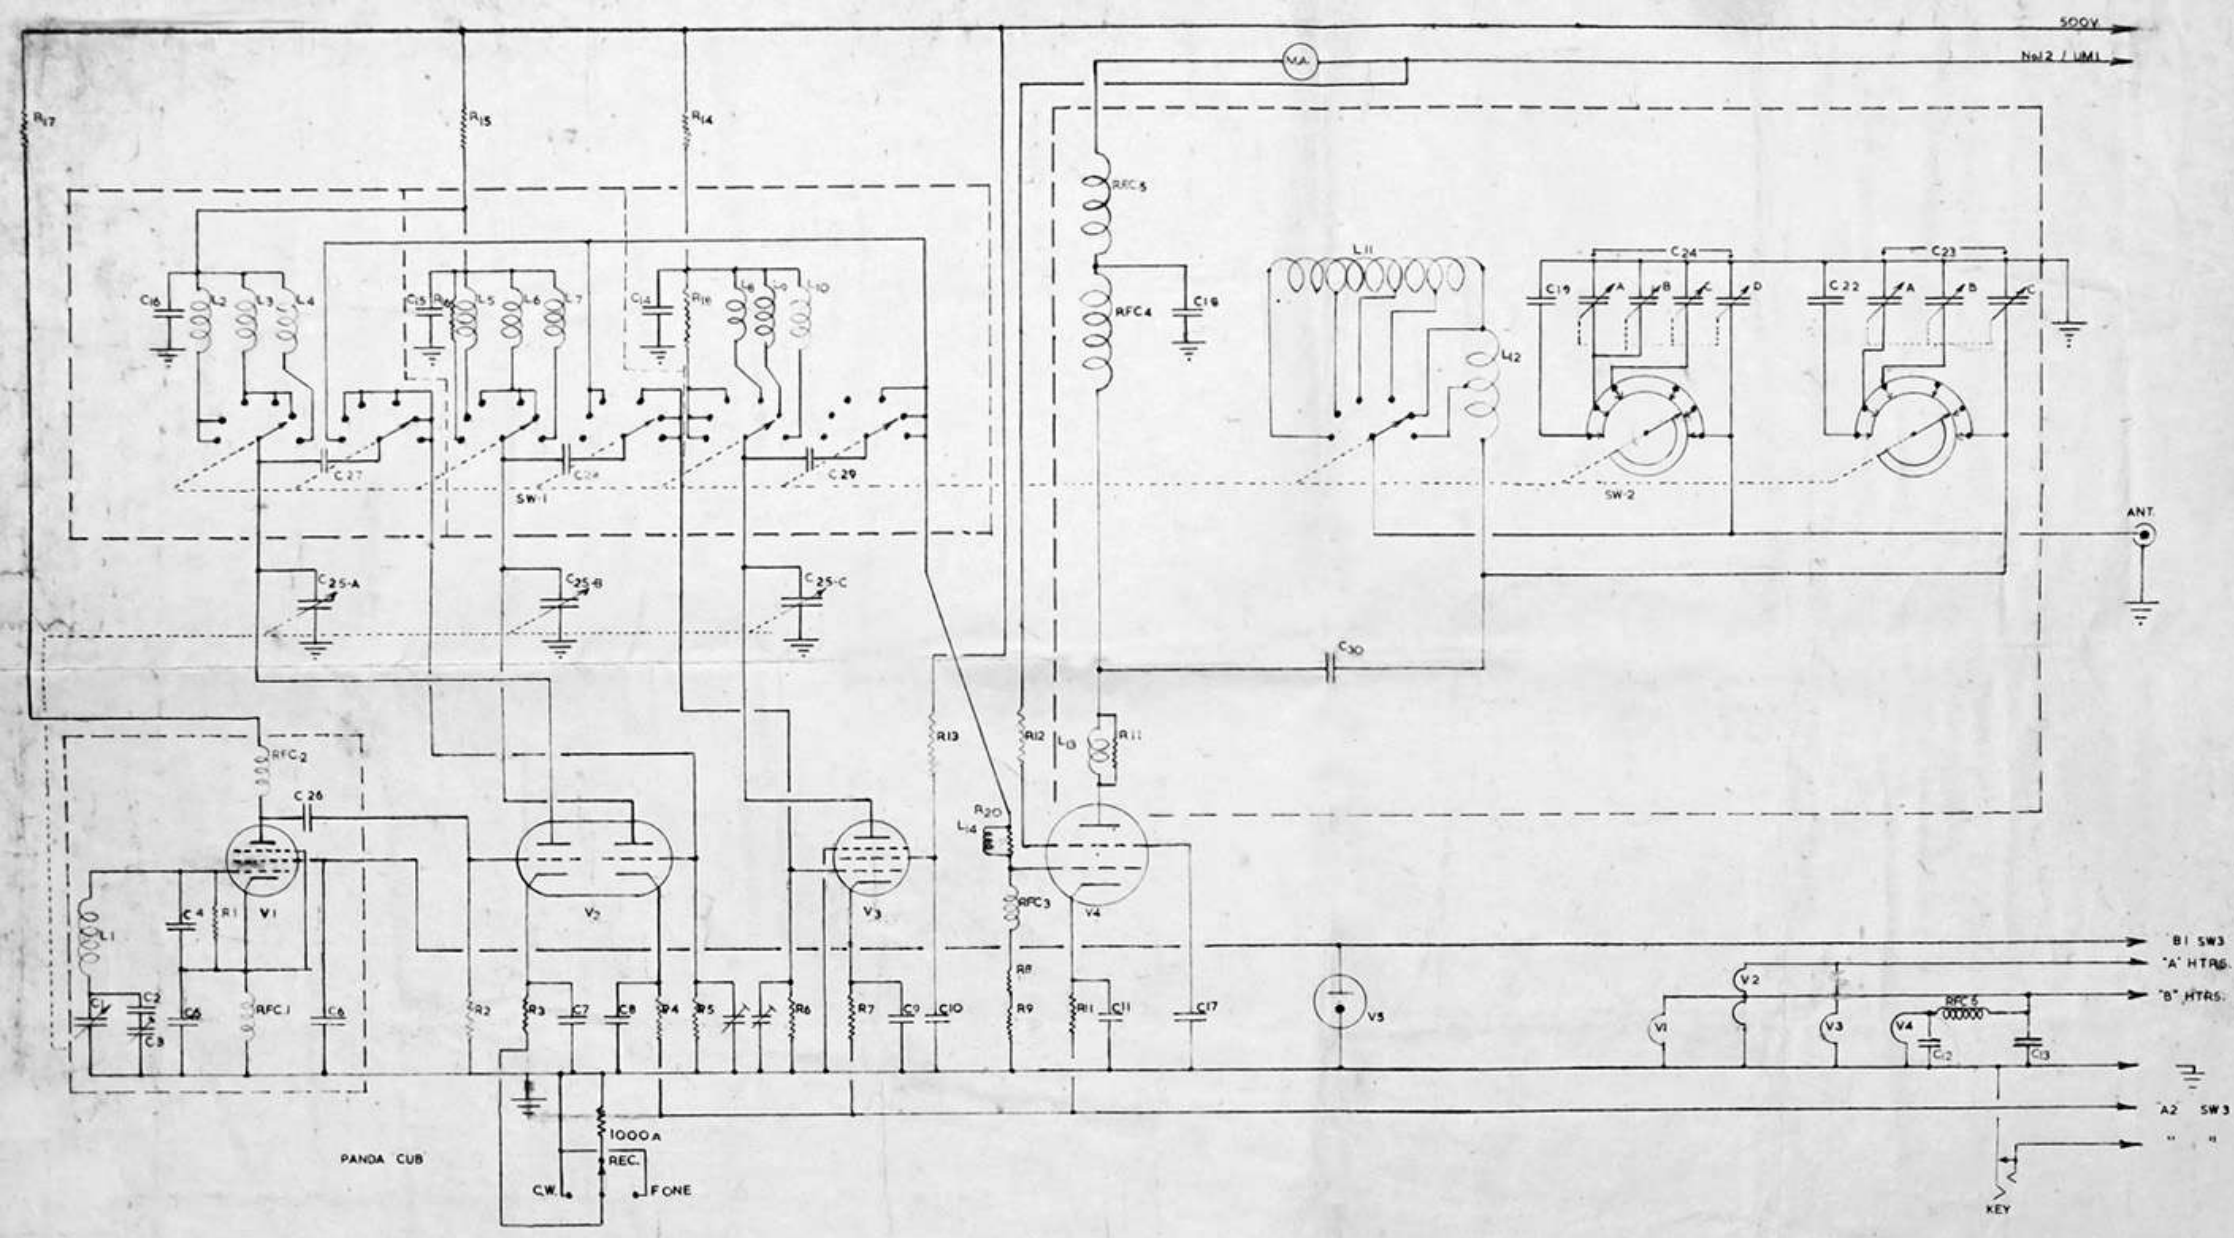 500V.
No12 / UM1.
M.A.
R17
R15
R14
RFC5
L11
C24
C23
C16
L2
L3
L4
C15
L5
L6
L7
C14
L8
L9
L10
RFC4
C18
C19
A
B
C
D
C22
A
B
C
L12
C27
C28
C29
SW-1
SW-2
ANT.
C25-A
C25-B
C25-C
C30
R13
R12
L13
R11
RFC2
C26
R20
L14
RFC3
C4
R1
V1
V2
V3
V4
L1
B1 SW3
"A" HTRS.
"B" HTRS.
C1
C2
C3
C5
RFC1
C6
R2
R3
C7
C8
R4
R5
R6
R7
C9
C10
R8
R9
R11
C11
C17
V5
V1
V2
V3
V4
RFC6
C12
C13
"A2" SW3
" "
1000Λ
PANDA CUB
REC.
C.W.
FONE
KEY